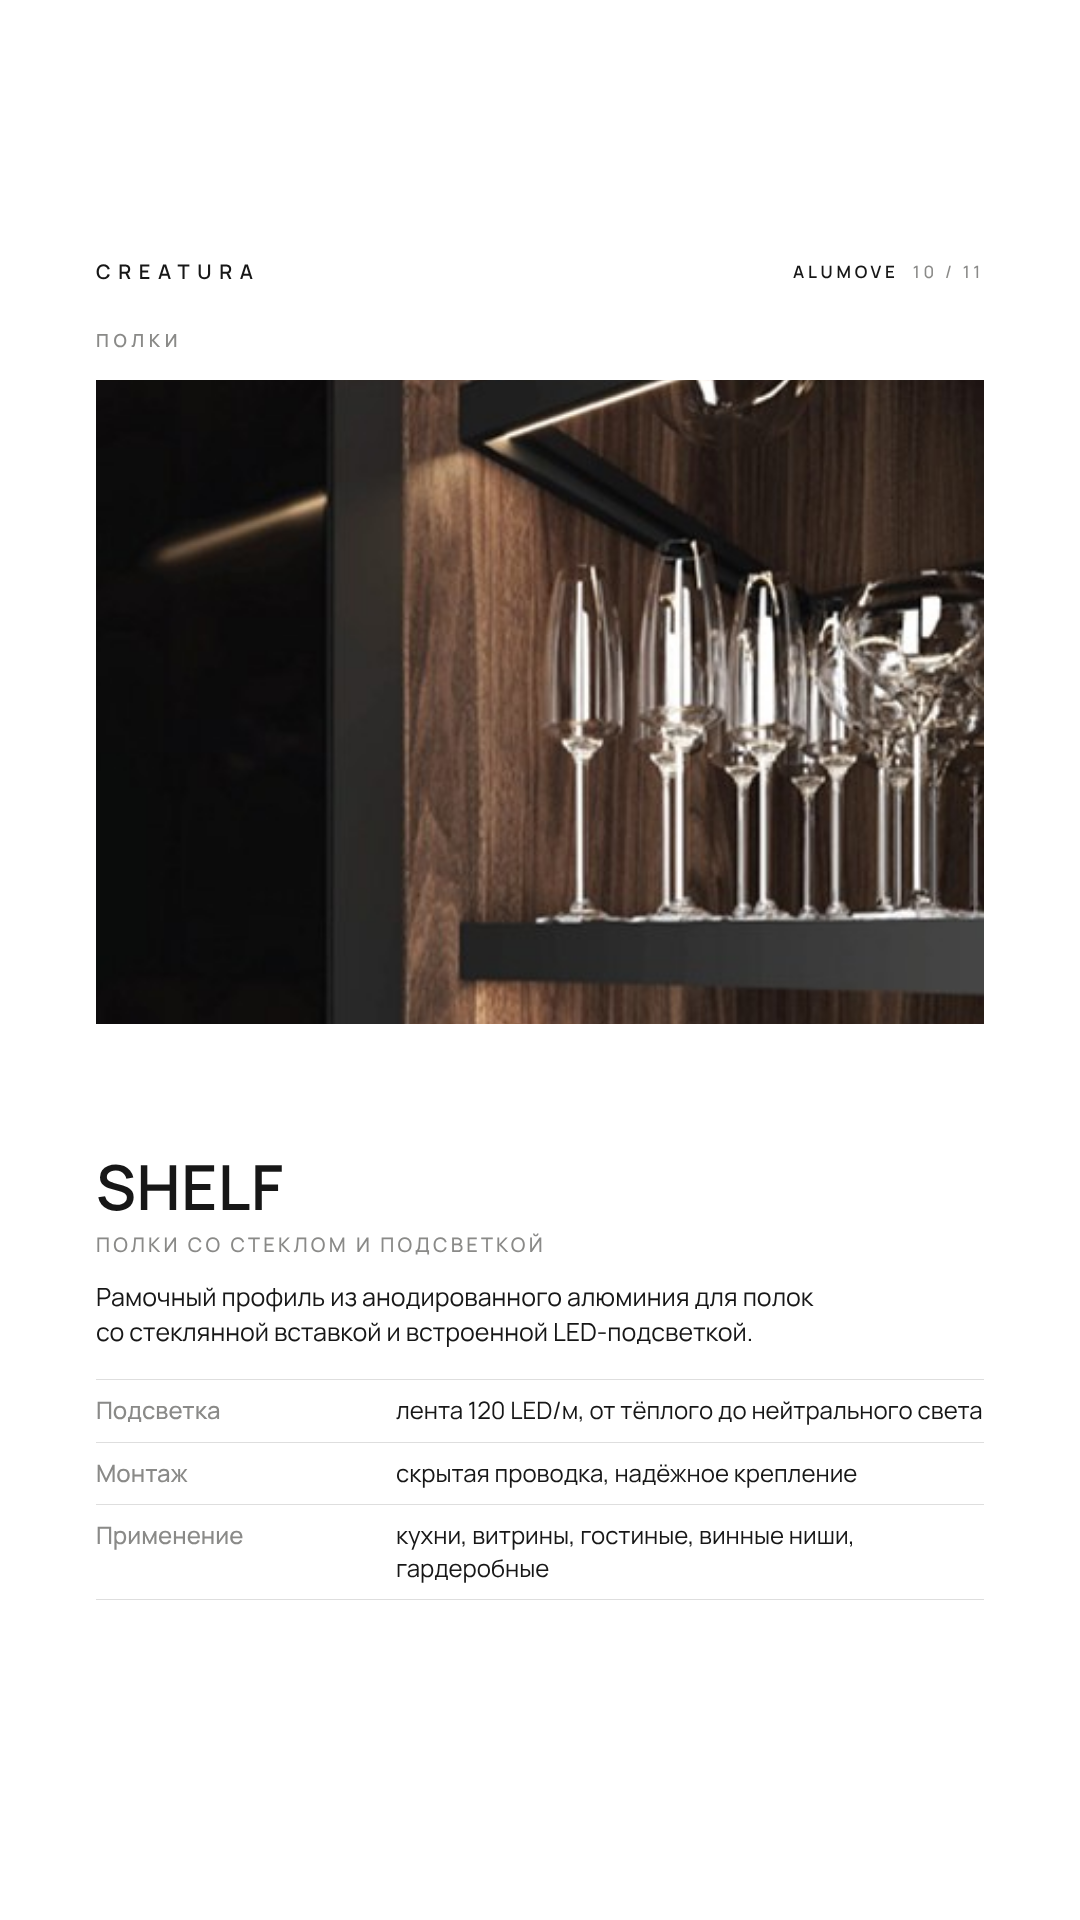 CREATURA
ALUMOVE 10 / 11
ПОЛКИ
SHELF
ПОЛКИ СО СТЕКЛОМ И ПОДСВЕТКОЙ
Рамочный профиль из анодированного алюминия для полок
со стеклянной вставкой и встроенной LED-подсветкой.
Подсветка лента 120 LED/м, от тёплого до нейтрального света
Монтаж скрытая проводка, надёжное крепление
Применение кухни, витрины, гостиные, винные ниши,
гардеробные